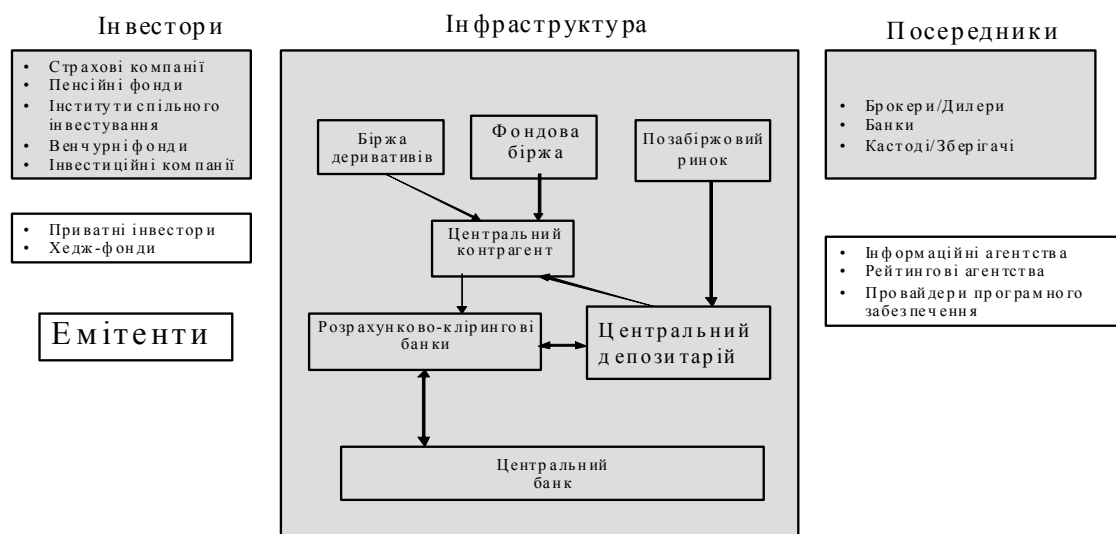 Інвестори
• Страхові компанії
• Пенсійні фонди
• Інститути спільного
інвестування
• Венчурні фонди
• Інвестиційні компанії
• Приватні інвестори
• Хедж-фонди
Емітенти
Інфраструктура
Біржа
деривативів
Фондова
біржа
Позабіржовий
ринок
Центральний
контрагент
Розрахунково-клірингові
банки
Центральний
депозитарій
Центральний
банк
Посередники
• Брокери/Дилери
• Банки
• Кастоді/Зберігачі
• Інформаційні агентства
• Рейтингові агентства
• Провайдери програмного
забезпечення